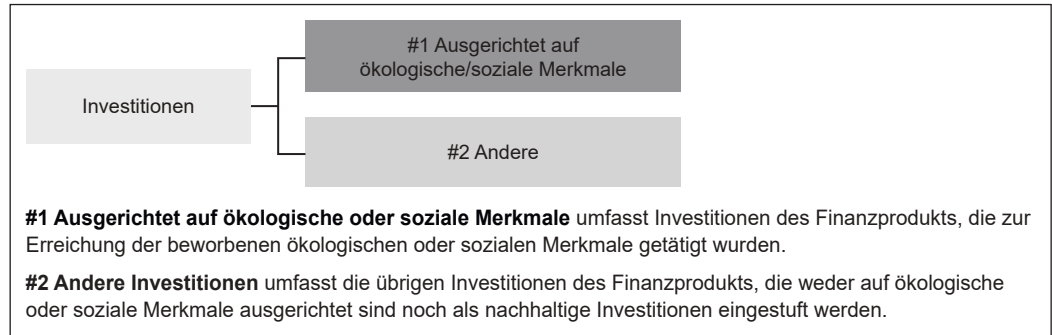 #1 Ausgerichtet auf
ökologische/soziale Merkmale
Investitionen
#2 Andere
#1 Ausgerichtet auf ökologische oder soziale Merkmale umfasst Investitionen des Finanzprodukts, die zur
Erreichung der beworbenen ökologischen oder sozialen Merkmale getätigt wurden.
#2 Andere Investitionen umfasst die übrigen Investitionen des Finanzprodukts, die weder auf ökologische
oder soziale Merkmale ausgerichtet sind noch als nachhaltige Investitionen eingestuft werden.